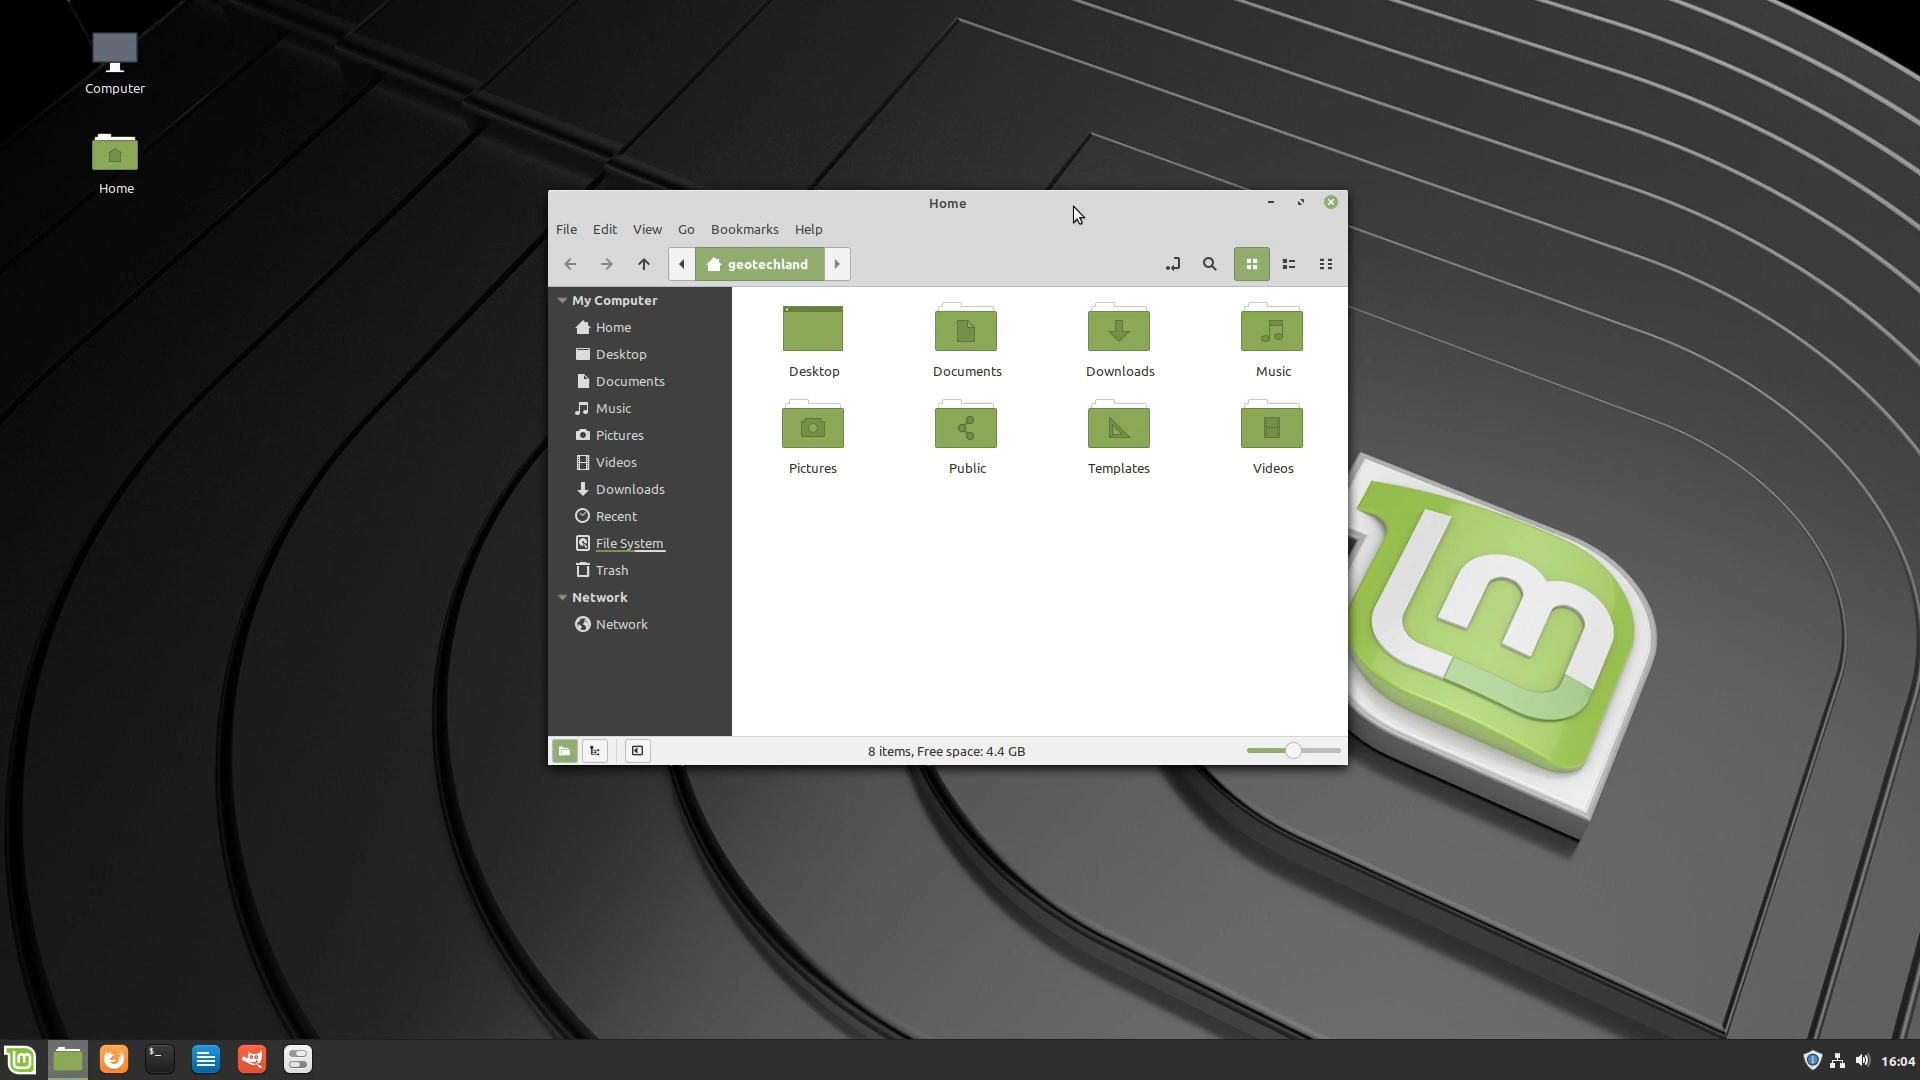 Computer
Home
Home
File Edit View Go Bookmarks Help
geotechland
My Computer
Home
Desktop
Documents
Music
Pictures
Videos
Downloads
Recent
File System
Trash
Network
Network
Desktop Documents Downloads Music
Pictures Public Templates Videos
8 items, Free space: 4.4 GB
$_
16:04